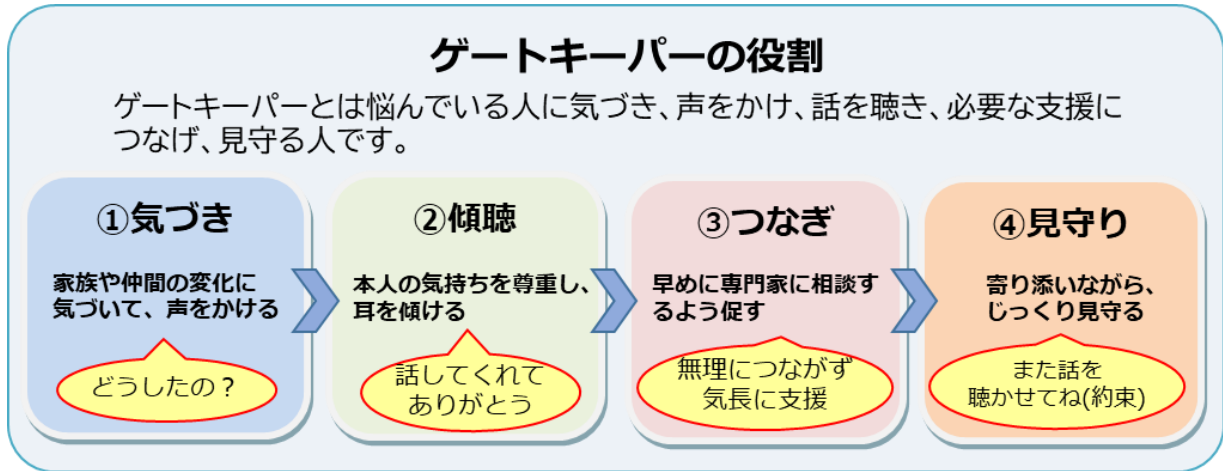 ゲートキーパーの役割
ゲートキーパーとは悩んでいる人に気づき、声をかけ、話を聴き、必要な支援に
つなげ、見守る人です。
①気づき
家族や仲間の変化に
気づいて、声をかける
どうしたの？
②傾聴
本人の気持ちを尊重し、
耳を傾ける
話してくれて
ありがとう
③つなぎ
早めに専門家に相談す
るよう促す
無理につながず
気長に支援
④見守り
寄り添いながら、
じっくり見守る
また話を
聴かせてね(約束)